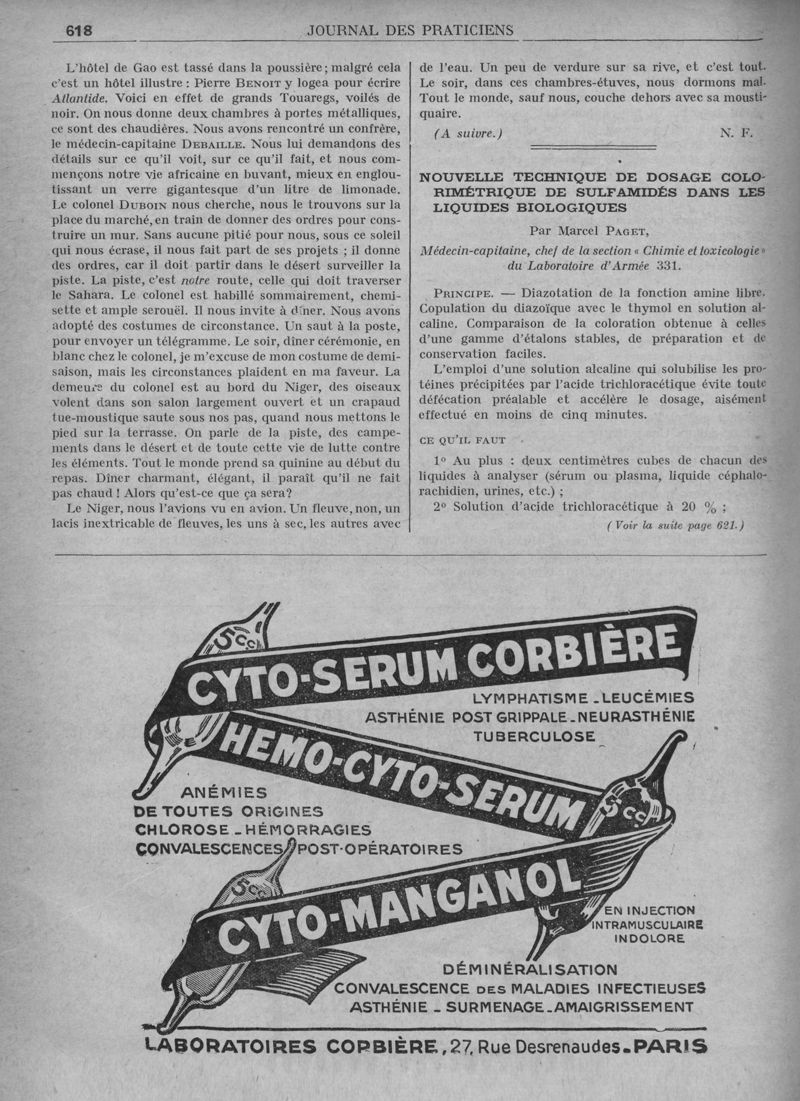 618
JOURNAL DES PRATICIENS
L'hôtel de Gao est tassé dans la poussière ; malgré cela
c'est un hôtel illustre : Pierre BENOIT y logea pour écrire
Atlantide. Voici en effet de grands Touaregs, voilés de
noir. On nous donne deux chambres à portes métalliques,
ce sont des chaudières. Nous avons rencontré un confrère,
le médecin-capitaine DEBAILLE. Nous lui demandons des
détails sur ce qu'il voit, sur ce qu'il fait, et nous com-
mençons notre vie africaine en buvant, mieux en englou-
tissant un verre gigantesque d'un litre de limonade.
Le colonel DUBOIN nous cherche, nous le trouvons sur la
place du marché, en train de donner des ordres pour cons-
truire un mur. Sans aucune pitié pour nous, sous ce soleil
qui nous écrase, il nous fait part de ses projets ; il donne
des ordres, car il doit partir dans le désert surveiller la
piste. La piste, c'est notre route, celle qui doit traverser
le Sahara. Le colonel est habillé sommairement, chemi-
sette et ample serouël. Il nous invite à dîner. Nous avons
adopté des costumes de circonstance. Un saut à la poste,
pour envoyer un télégramme. Le soir, dîner cérémonie, en
blanc chez le colonel, je m'excuse de mon costume de demi-
saison, mais les circonstances plaident en ma faveur. La
demeure du colonel est au bord du Niger, des oiseaux
volent dans son salon largement ouvert et un crapaud
tue-moustique saute sous nos pas, quand nous mettons le
pied sur la terrasse. On parle de la piste, des campe-
ments dans le désert et de toute cette vie de lutte contre
les éléments. Tout le monde prend sa quinine au début du
repas. Dîner charmant, élégant, il paraît qu'il ne fait
pas chaud ! Alors qu'est-ce que ça sera?
Le Niger, nous l'avions vu en avion. Un fleuve, non, un
lacis inextricable de fleuves, les uns à sec, les autres avec
de l'eau. Un peu de verdure sur sa rive, et c'est tout.
Le soir, dans ces chambres-étuves, nous dormons mal.
Tout le monde, sauf nous, couche dehors avec sa mousti-
quaire.
(A suivre.) N. F.
NOUVELLE TECHNIQUE DE DOSAGE COLO-
RIMÉTRIQUE DE SULFAMIDÉS DANS LES
LIQUIDES BIOLOGIQUES
Par Marcel PAGET,
Médecin-capitaine, chef de la section « Chimie et toxicologie »
du Laboratoire d'Armée 331.
PRINCIPE. — Diazotation de la fonction amine libre.
Copulation du diazoïque avec le thymol en solution al-
caline. Comparaison de la coloration obtenue à celles
d'une gamme d'étalons stables, de préparation et de
conservation faciles.
L'emploi d'une solution alcaline qui solubilise les pro-
téines précipitées par l'acide trichloracétique évite toute
défécation préalable et accélère le dosage, aisément
effectué en moins de cinq minutes.
CE QU'IL FAUT
1º Au plus : deux centimètres cubes de chacun des
liquides à analyser (sérum ou plasma, liquide céphalo-
rachidien, urines, etc.) ;
2º Solution d'acide trichloracétique à 20 % ;
(Voir la suite page 621.)
5cc.
CYTO-SERUM CORBIÈRE
LYMPHATISME - LEUCÉMIES
ASTHÉNIE POST GRIPPALE - NEURASTHÉNIE
TUBERCULOSE
HEMO-CYTO-SERUM
5cc.
ANÉMIES
DE TOUTES ORIGINES
CHLOROSE - HÉMORRAGIES
CONVALESCENCES POST-OPÉRATOIRES
5cc.
CYTO-MANGANOL
EN INJECTION
INTRAMUSCULAIRE
INDOLORE
DÉMINÉRALISATION
CONVALESCENCE DES MALADIES INFECTIEUSES
ASTHÉNIE - SURMENAGE - AMAIGRISSEMENT
LABORATOIRES CORBIÈRE, 27, Rue Desrenaudes - PARIS